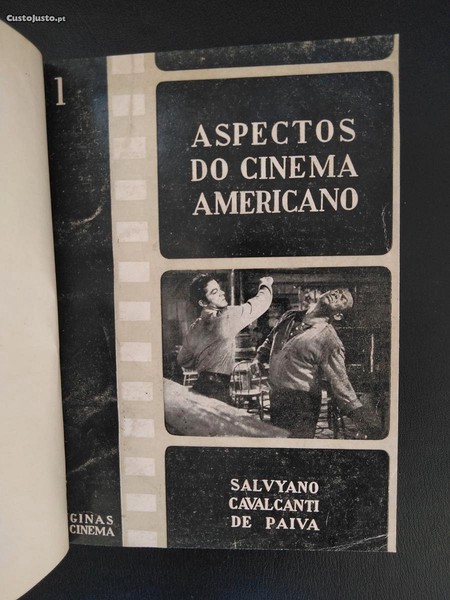 CustoJusto.pt
1
ASPECTOS
DO CINEMA
AMERICANO
SALVYANO
CAVALCANTI
DE PAIVA
GINAS
CINEMA